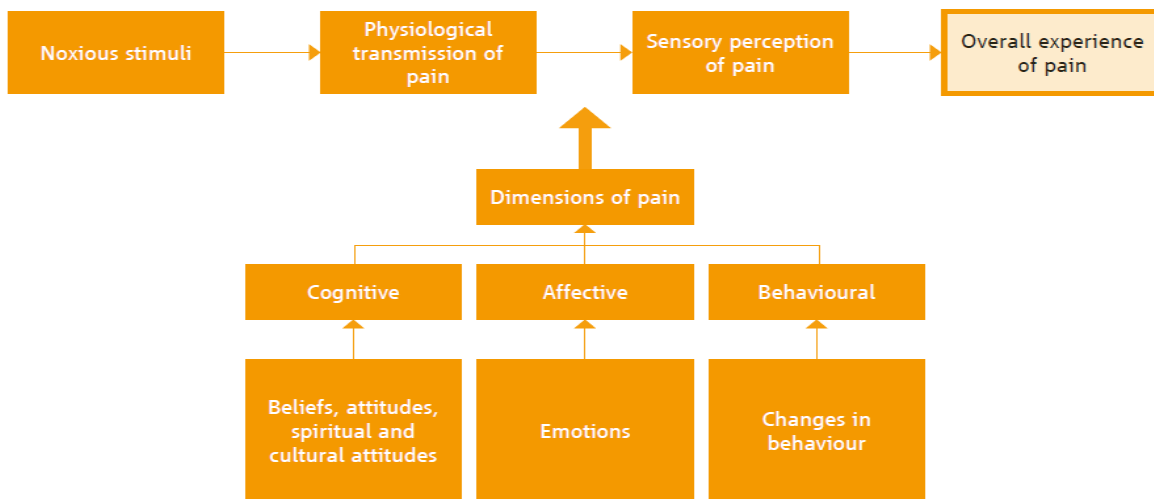 Noxious stimuli
Physiological
transmission of
pain
Sensory perception
of pain
Overall experience
of pain
Dimensions of pain
Cognitive
Affective
Behavioural
Beliefs, attitudes,
spiritual and
cultural attitudes
Emotions
Changes in
behaviour